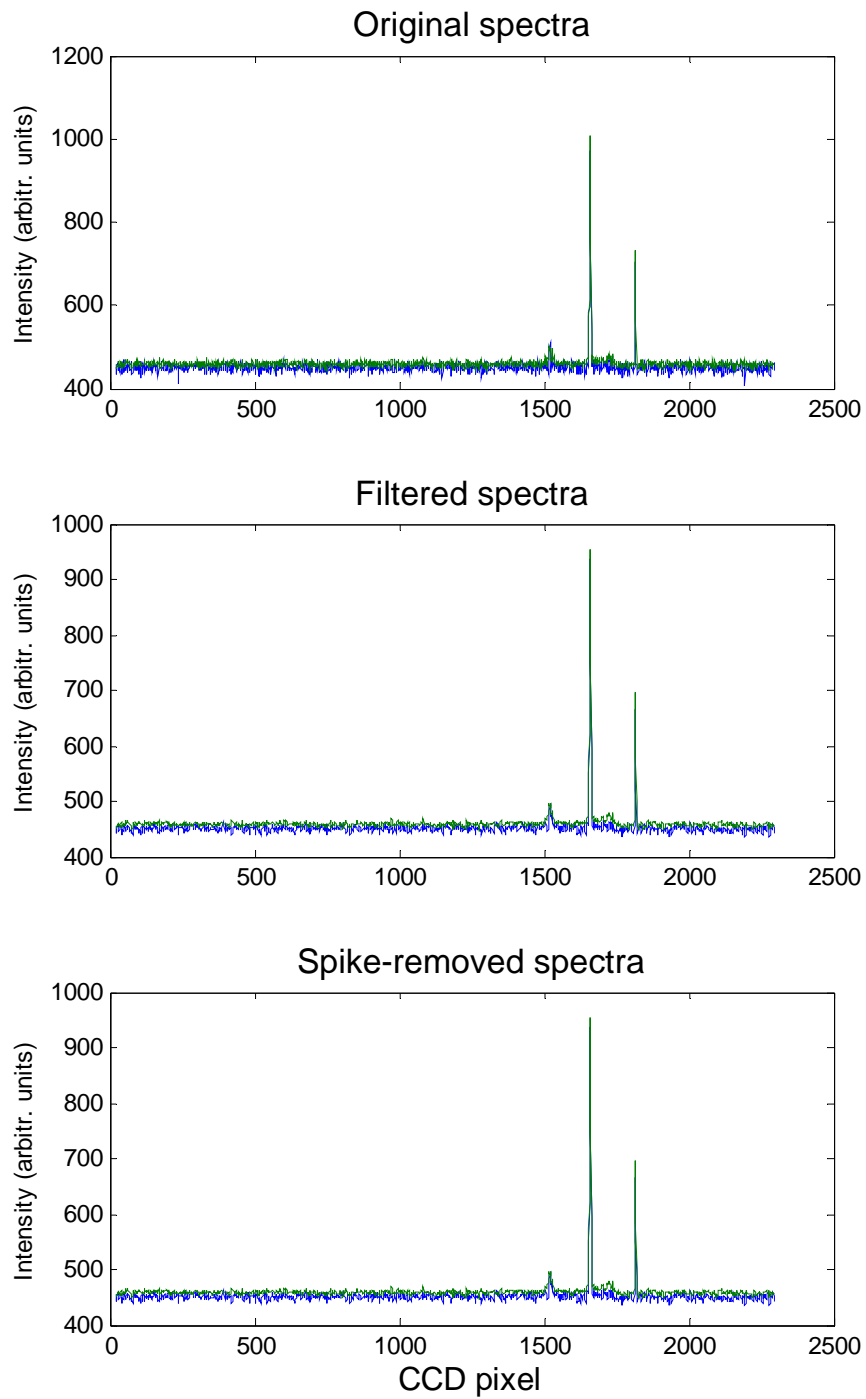 Original spectra
Intensity (arbitr. units)
1200
1000
800
600
400
0 500 1000 1500 2000 2500
Filtered spectra
Intensity (arbitr. units)
1000
900
800
700
600
500
400
0 500 1000 1500 2000 2500
Spike-removed spectra
Intensity (arbitr. units)
1000
900
800
700
600
500
400
0 500 1000 1500 2000 2500
CCD pixel